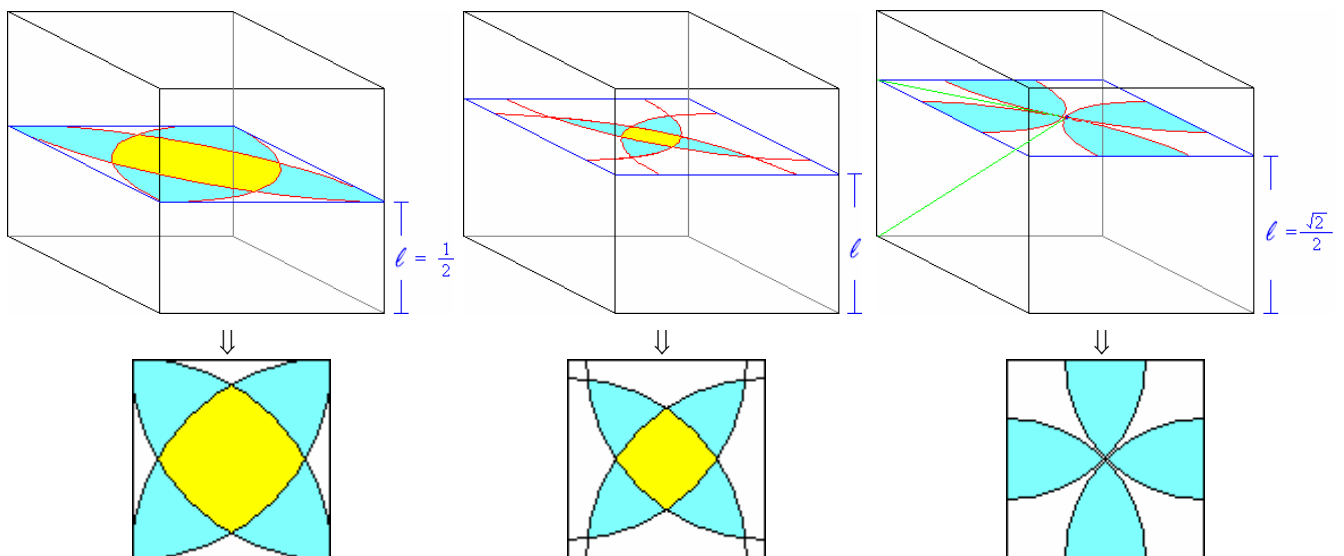 ℓ = 1/2
ℓ
ℓ = √2/2
⇓ ⇓ ⇓